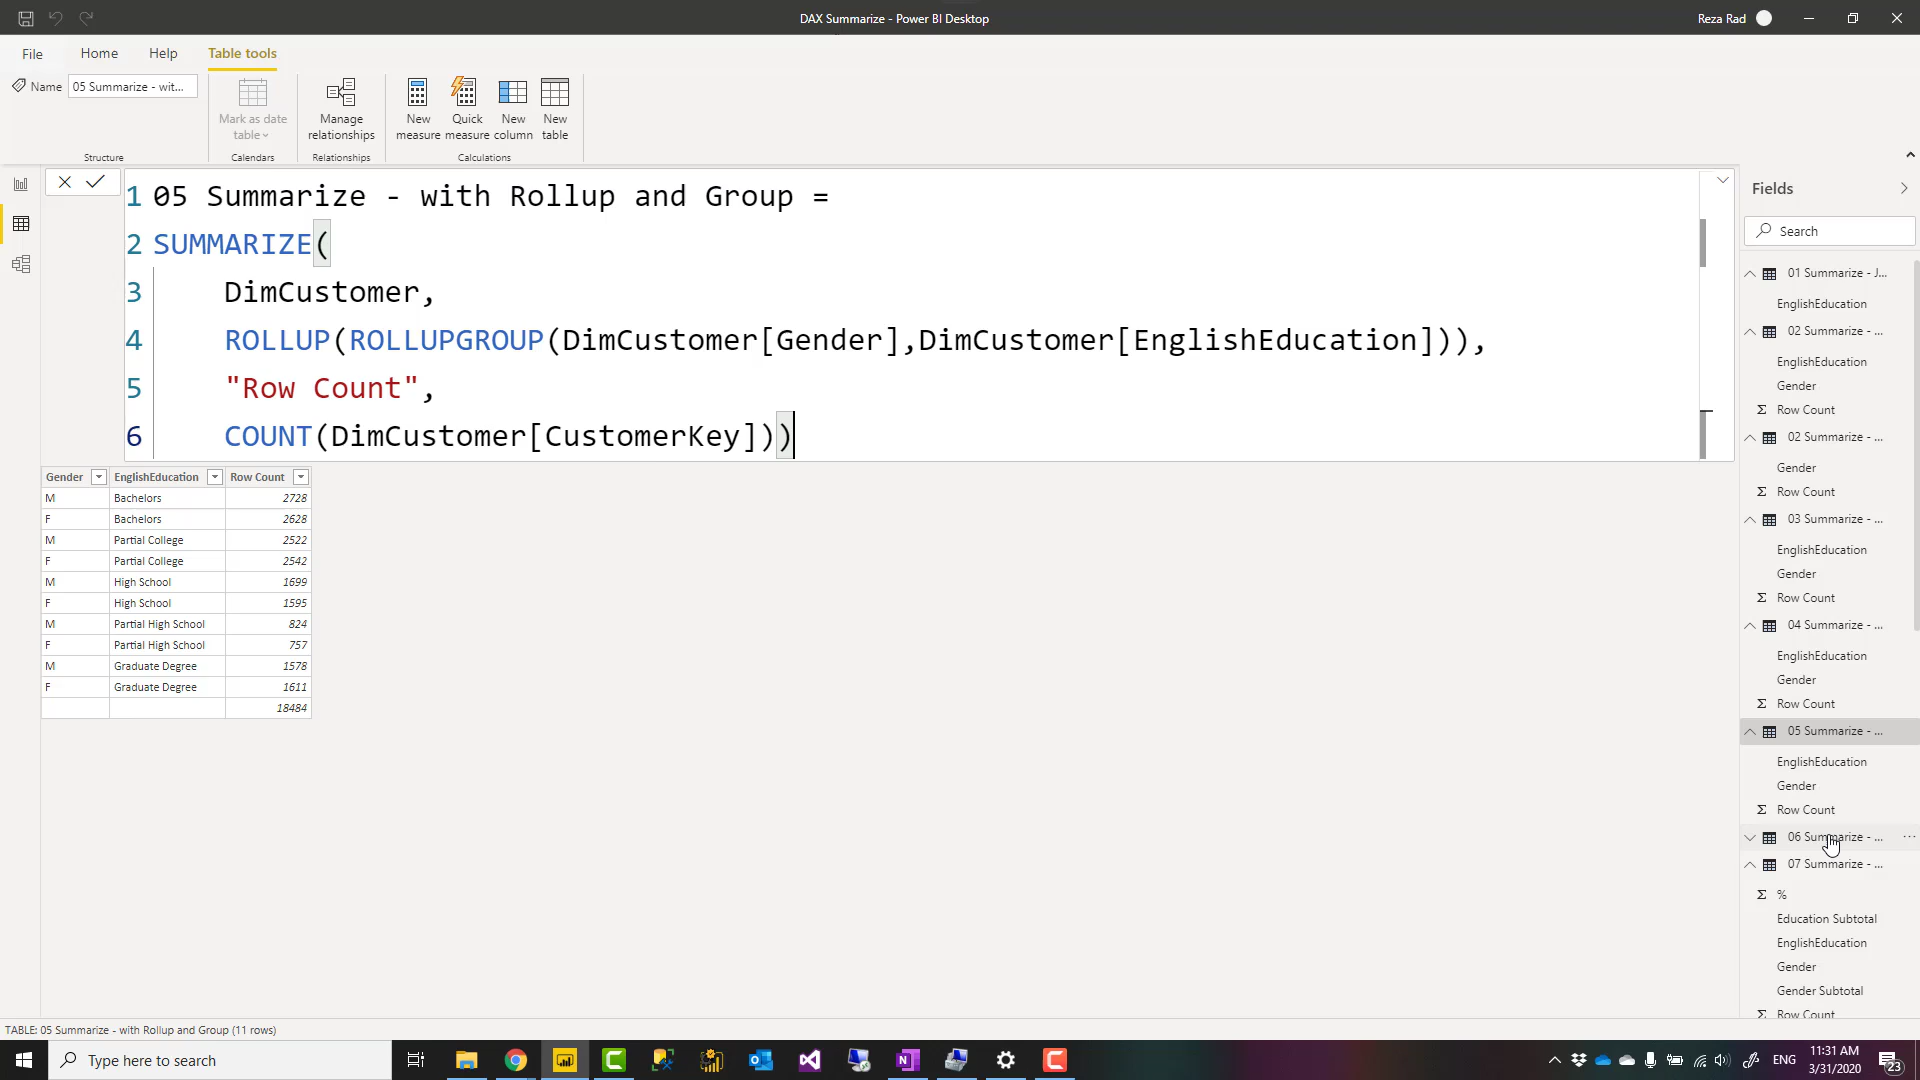 DAX Summarize - Power BI Desktop
Reza Rad
File
Home
Help
Table tools
Name
05 Summarize - wit...
Mark as date
table
Manage
relationships
New
measure
Quick
measure
New
column
New
table
Structure
Calendars
Relationships
Calculations
1 05 Summarize - with Rollup and Group =
2 SUMMARIZE(
3 DimCustomer,
4 ROLLUP(ROLLUPGROUP(DimCustomer[Gender],DimCustomer[EnglishEducation])),
5 "Row Count",
6 COUNT(DimCustomer[CustomerKey]))
Gender EnglishEducation Row Count
M Bachelors 2728
F Bachelors 2628
M Partial College 2522
F Partial College 2542
M High School 1699
F High School 1595
M Partial High School 824
F Partial High School 757
M Graduate Degree 1578
F Graduate Degree 1611
18484
Fields
Search
01 Summarize - J...
EnglishEducation
02 Summarize - ...
EnglishEducation
Gender
Σ Row Count
02 Summarize - ...
Gender
Σ Row Count
03 Summarize - ...
EnglishEducation
Gender
Σ Row Count
04 Summarize - ...
EnglishEducation
Gender
Σ Row Count
05 Summarize - ...
EnglishEducation
Gender
Σ Row Count
06 Summarize - ...
07 Summarize - ...
Σ %
Education Subtotal
EnglishEducation
Gender
Gender Subtotal
Σ Row Count
TABLE: 05 Summarize - with Rollup and Group (11 rows)
Type here to search
ENG
11:31 AM
3/31/2020
23